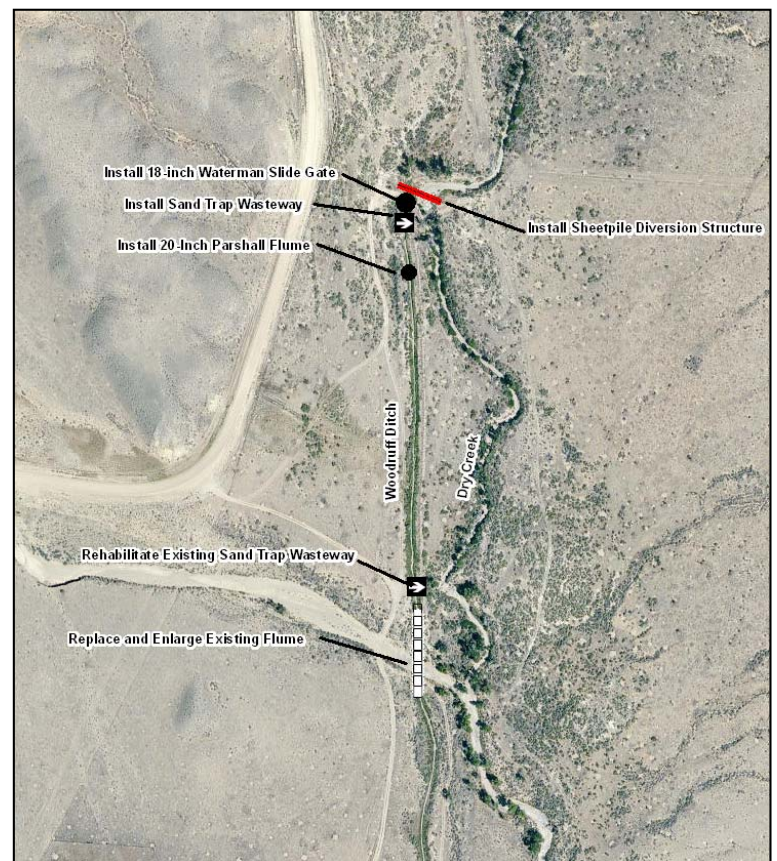 Install 18-inch Waterman Slide Gate
Install Sand Trap Wasteway
Install Sheetpile Diversion Structure
Install 20-Inch Parshall Flume
Woodruff Ditch
Dry Creek
Rehabilitate Existing Sand Trap Wasteway
Replace and Enlarge Existing Flume